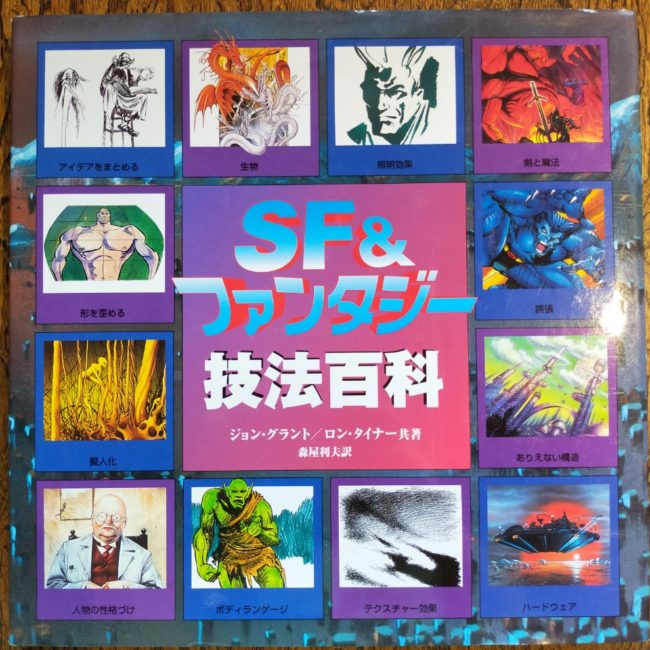 アイデアをまとめる
生物
照明効果
剣と魔法
形を歪める
SF&
ファンタジー
技法百科
ジョン・グラント/ロン・タイナー共著
森屋利夫訳
誇張
擬人化
ありえない構造
人物の性格づけ
ボディランゲージ
テクスチャー効果
ハードウェア